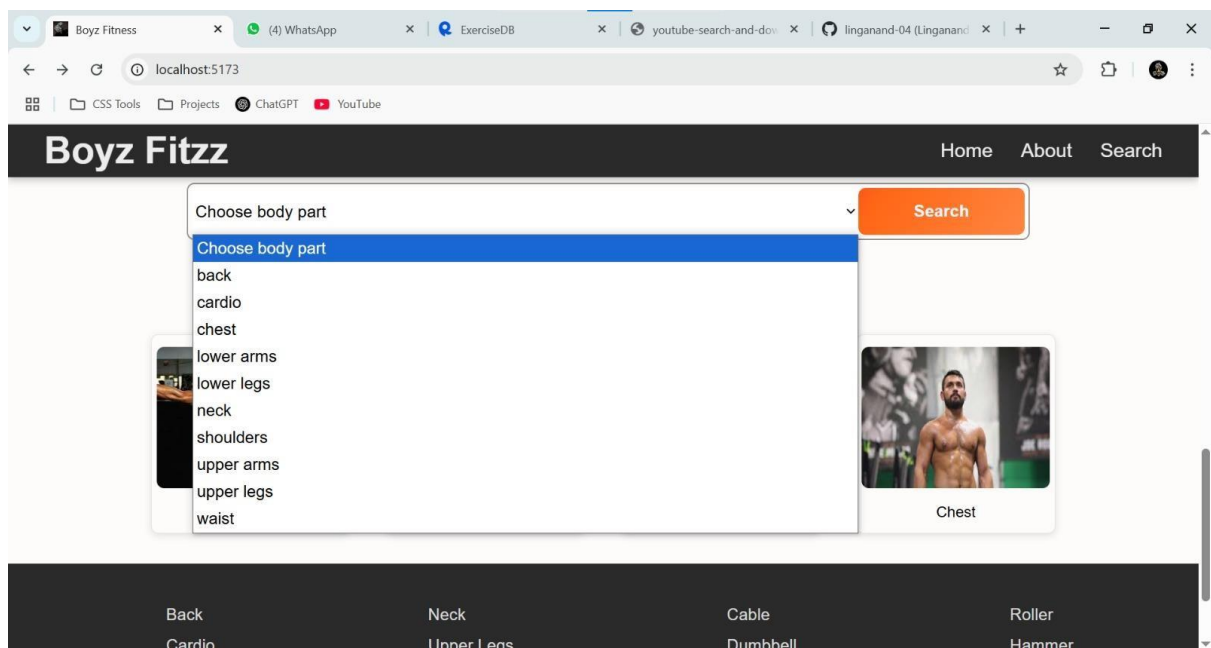 Boyz Fitness
(4) WhatsApp
ExerciseDB
youtube-search-and-dow
linganand-04 (Linganand
localhost:5173
CSS Tools
Projects
ChatGPT
YouTube
Boyz Fitzz
Home
About
Search
Choose body part
Search
Choose body part
back
cardio
chest
lower arms
lower legs
neck
shoulders
upper arms
upper legs
waist
Chest
Back
Neck
Cable
Roller
Cardio
Upper Legs
Dumbbell
Hammer